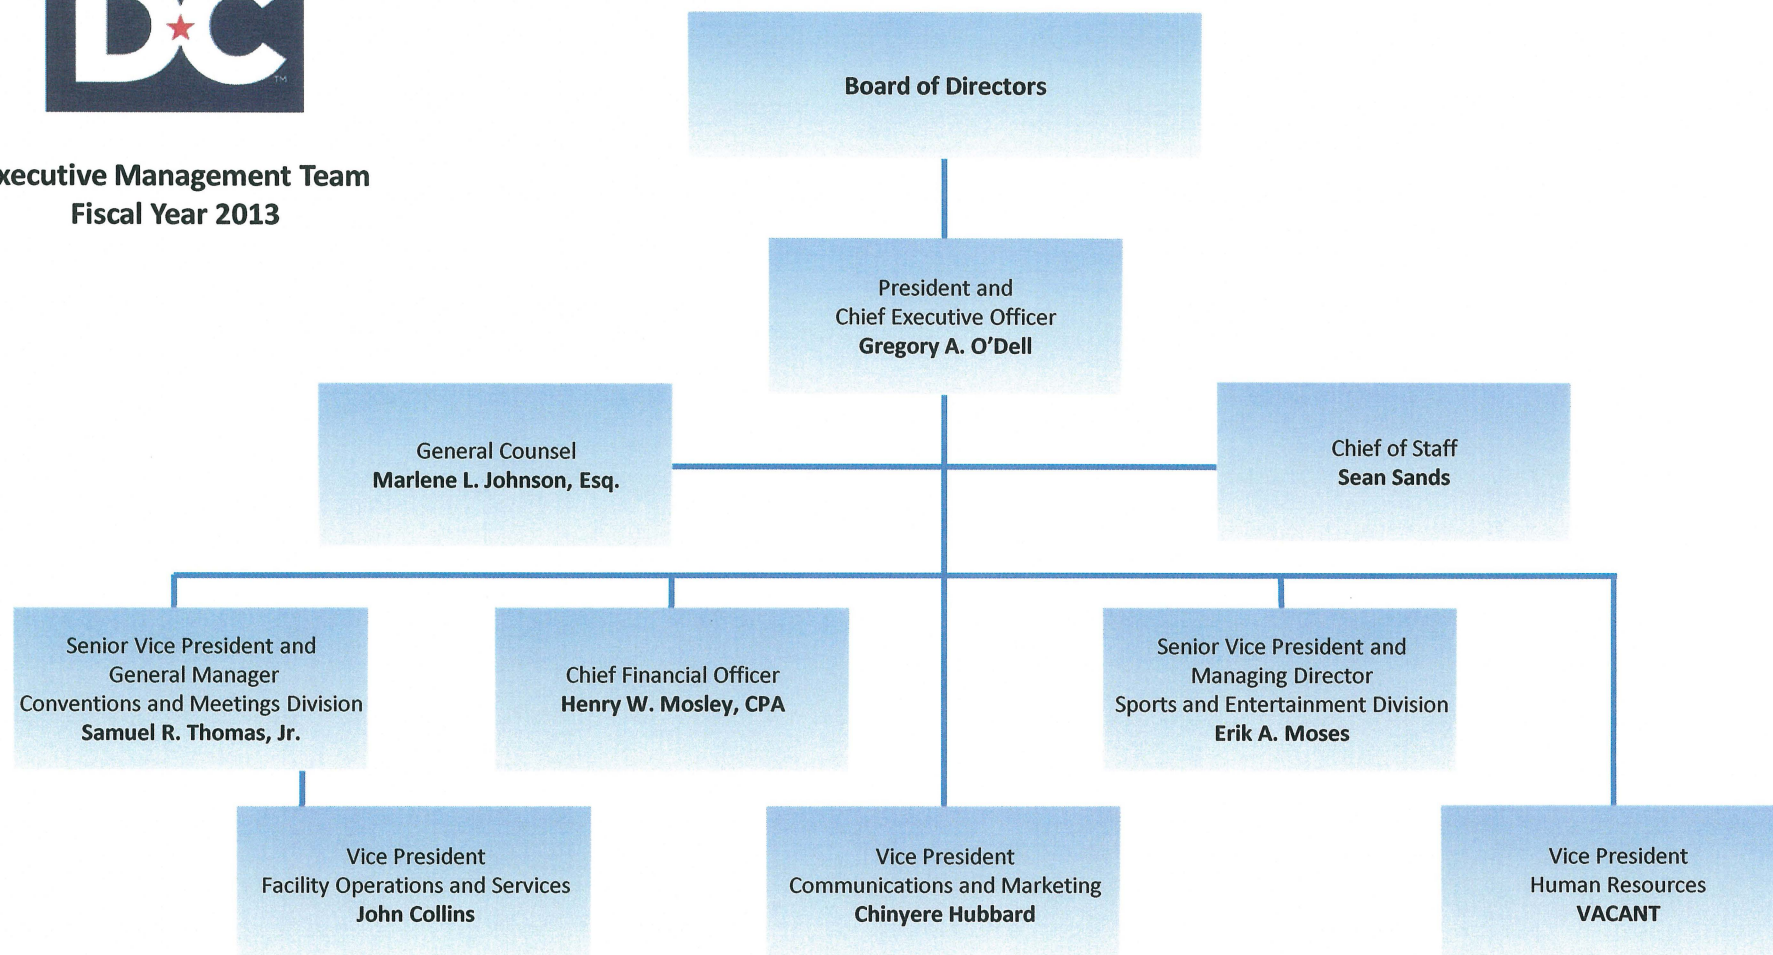 DC
TM
xecutive Management Team
Fiscal Year 2013
Board of Directors
President and
Chief Executive Officer
Gregory A. O’Dell
General Counsel
Marlene L. Johnson, Esq.
Chief of Staff
Sean Sands
Senior Vice President and
General Manager
Conventions and Meetings Division
Samuel R. Thomas, Jr.
Chief Financial Officer
Henry W. Mosley, CPA
Senior Vice President and
Managing Director
Sports and Entertainment Division
Erik A. Moses
Vice President
Facility Operations and Services
John Collins
Vice President
Communications and Marketing
Chinyere Hubbard
Vice President
Human Resources
VACANT